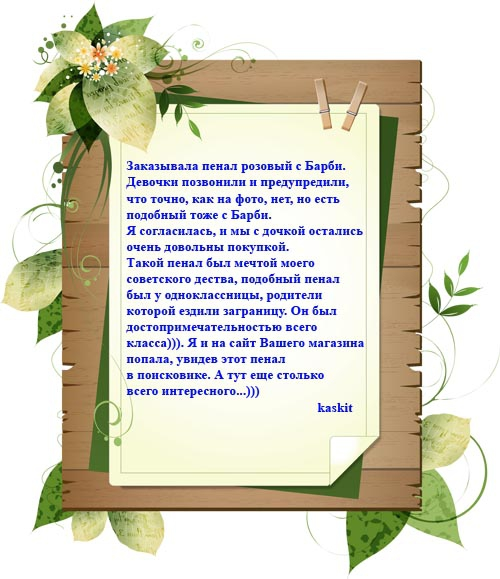 Заказывала пенал розовый с Барби.
Девочки позвонили и предупредили,
что точно, как на фото, нет, но есть
подобный тоже с Барби.
Я согласилась, и мы с дочкой остались
очень довольны покупкой.
Такой пенал был мечтой моего
советского дества, подобный пенал
был у одноклассницы, родители
которой ездили заграницу. Он был
достопримечательностью всего
класса))). Я и на сайт Вашего магазина
попала, увидев этот пенал
в поисковике. А тут еще столько
всего интересного...)))
kaskit